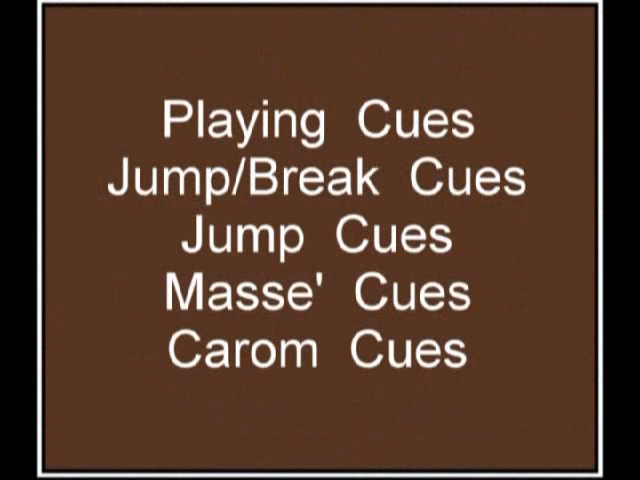 Playing Cues
Jump/Break Cues
Jump Cues
Masse' Cues
Carom Cues